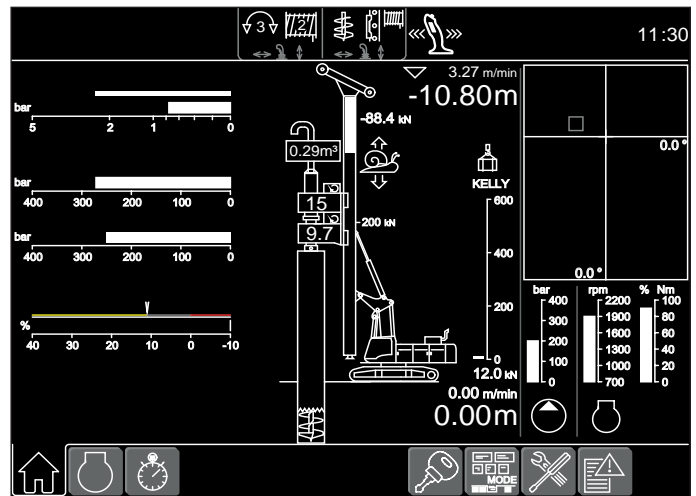 3 2
11:30
3.27 m/min
-10.80m
bar
5 2 1 0
-88.4 kN
0.29m³
0.0 °
KELLY
bar
400 300 200 100 0
600
15
200 kN
9.7
bar
400 300 200 100 0
400
0.0 °
200
bar
rpm
% Nm
400
300
200
100
0
2200
1900
1600
1300
1000
700
100
80
60
40
20
0
%
40 30 20 10 0 -10
0
12.0 kN
0.00 m/min
0.00m
MODE